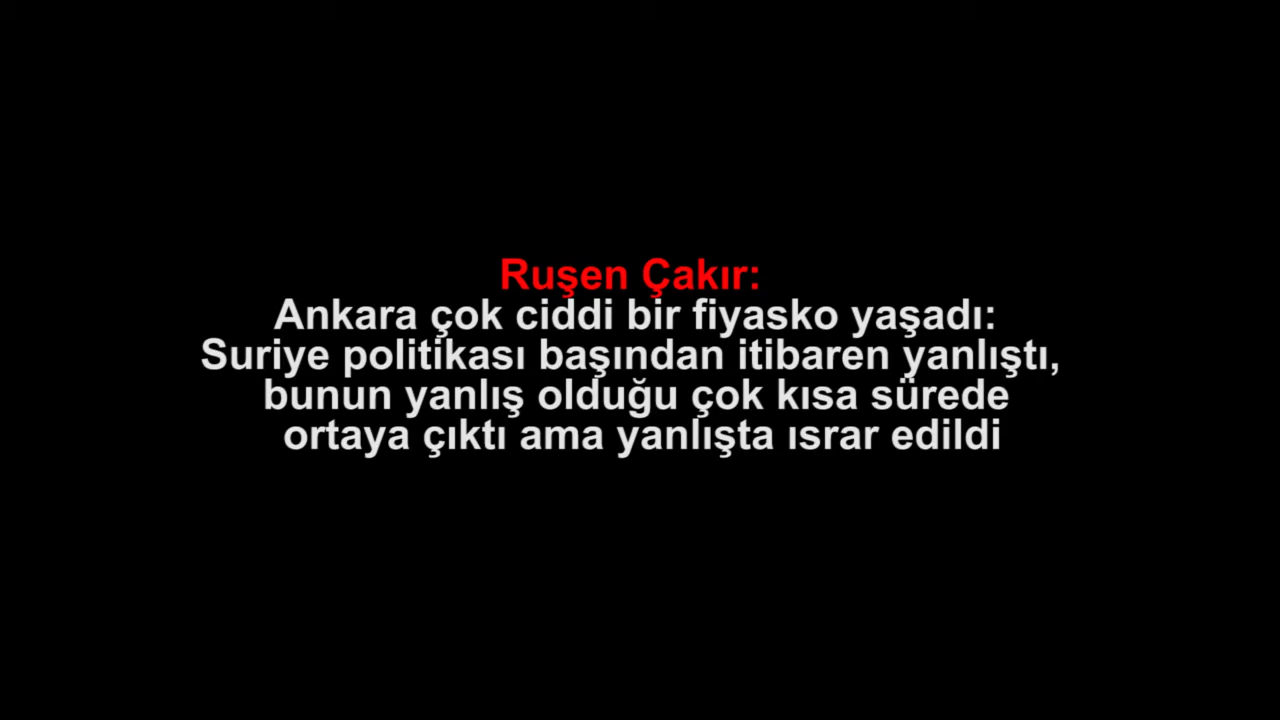 Ruşen Çakır:
Ankara çok ciddi bir fiyasko yaşadı:
Suriye politikası başından itibaren yanlıştı,
bunun yanlış olduğu çok kısa sürede
ortaya çıktı ama yanlışta ısrar edildi